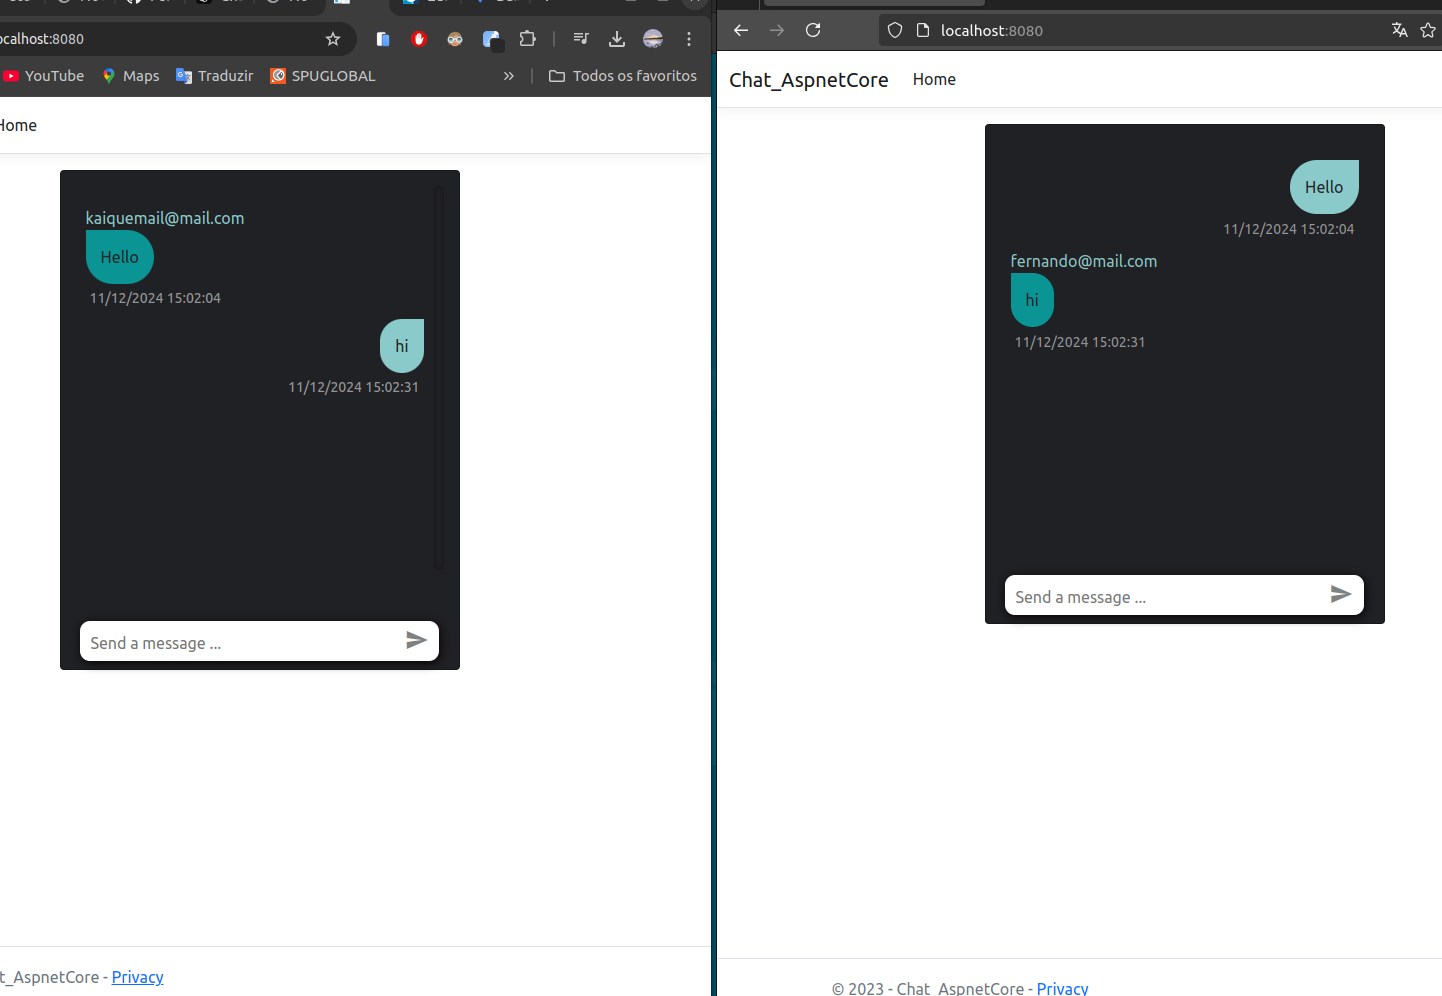 localhost:8080
YouTube
Maps
Traduzir
SPUGLOBAL
»
Todos os favoritos
Home
kaiquemail@mail.com
Hello
11/12/2024 15:02:04
hi
11/12/2024 15:02:31
Send a message ...
t_AspnetCore - Privacy
localhost:8080
Chat_AspnetCore
Home
Hello
11/12/2024 15:02:04
fernando@mail.com
hi
11/12/2024 15:02:31
Send a message ...
© 2023 - Chat_AspnetCore - Privacy